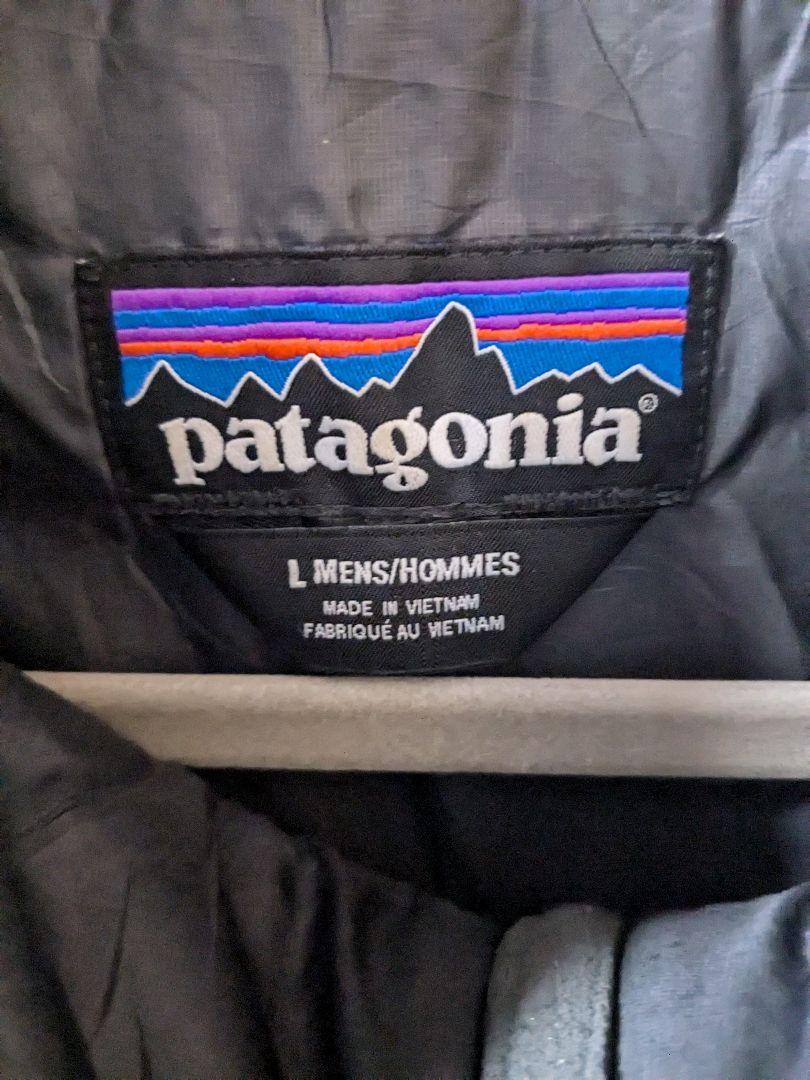 patagonia®
L MENS/HOMMES
MADE IN VIETNAM
FABRIQUÉ AU VIETNAM